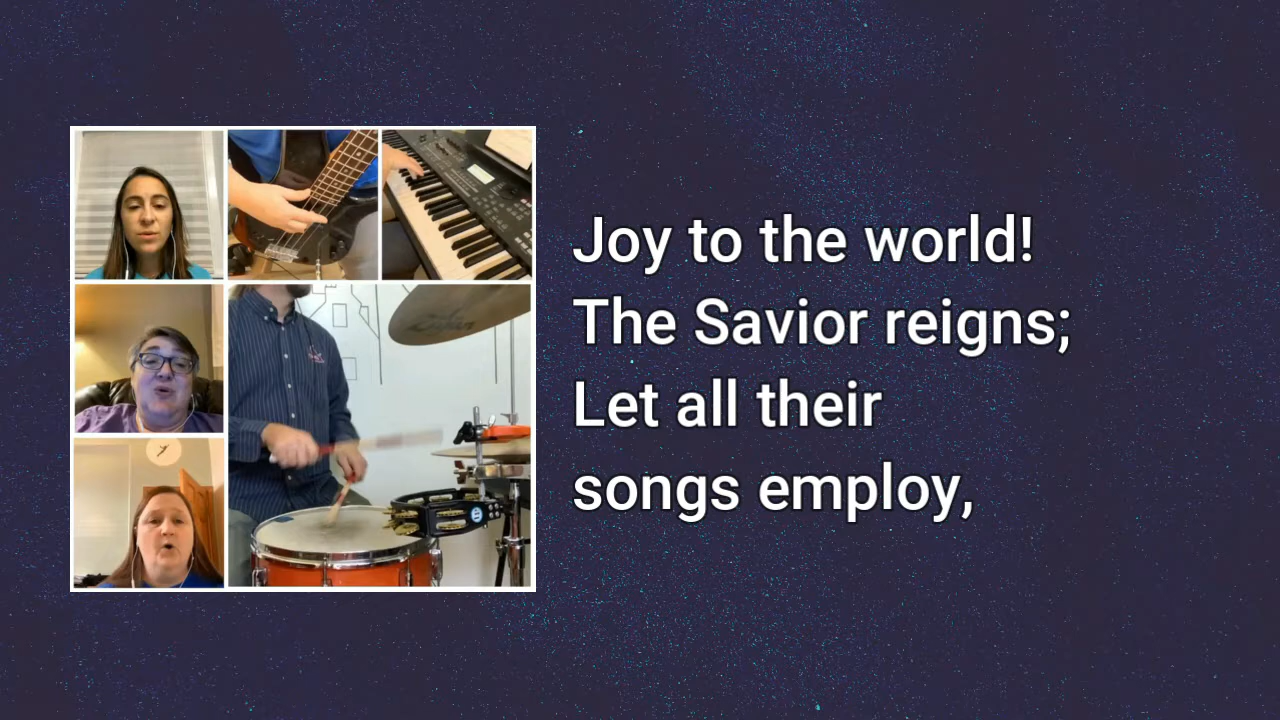 Joy to the world!
The Savior reigns;
Let all their
songs employ,